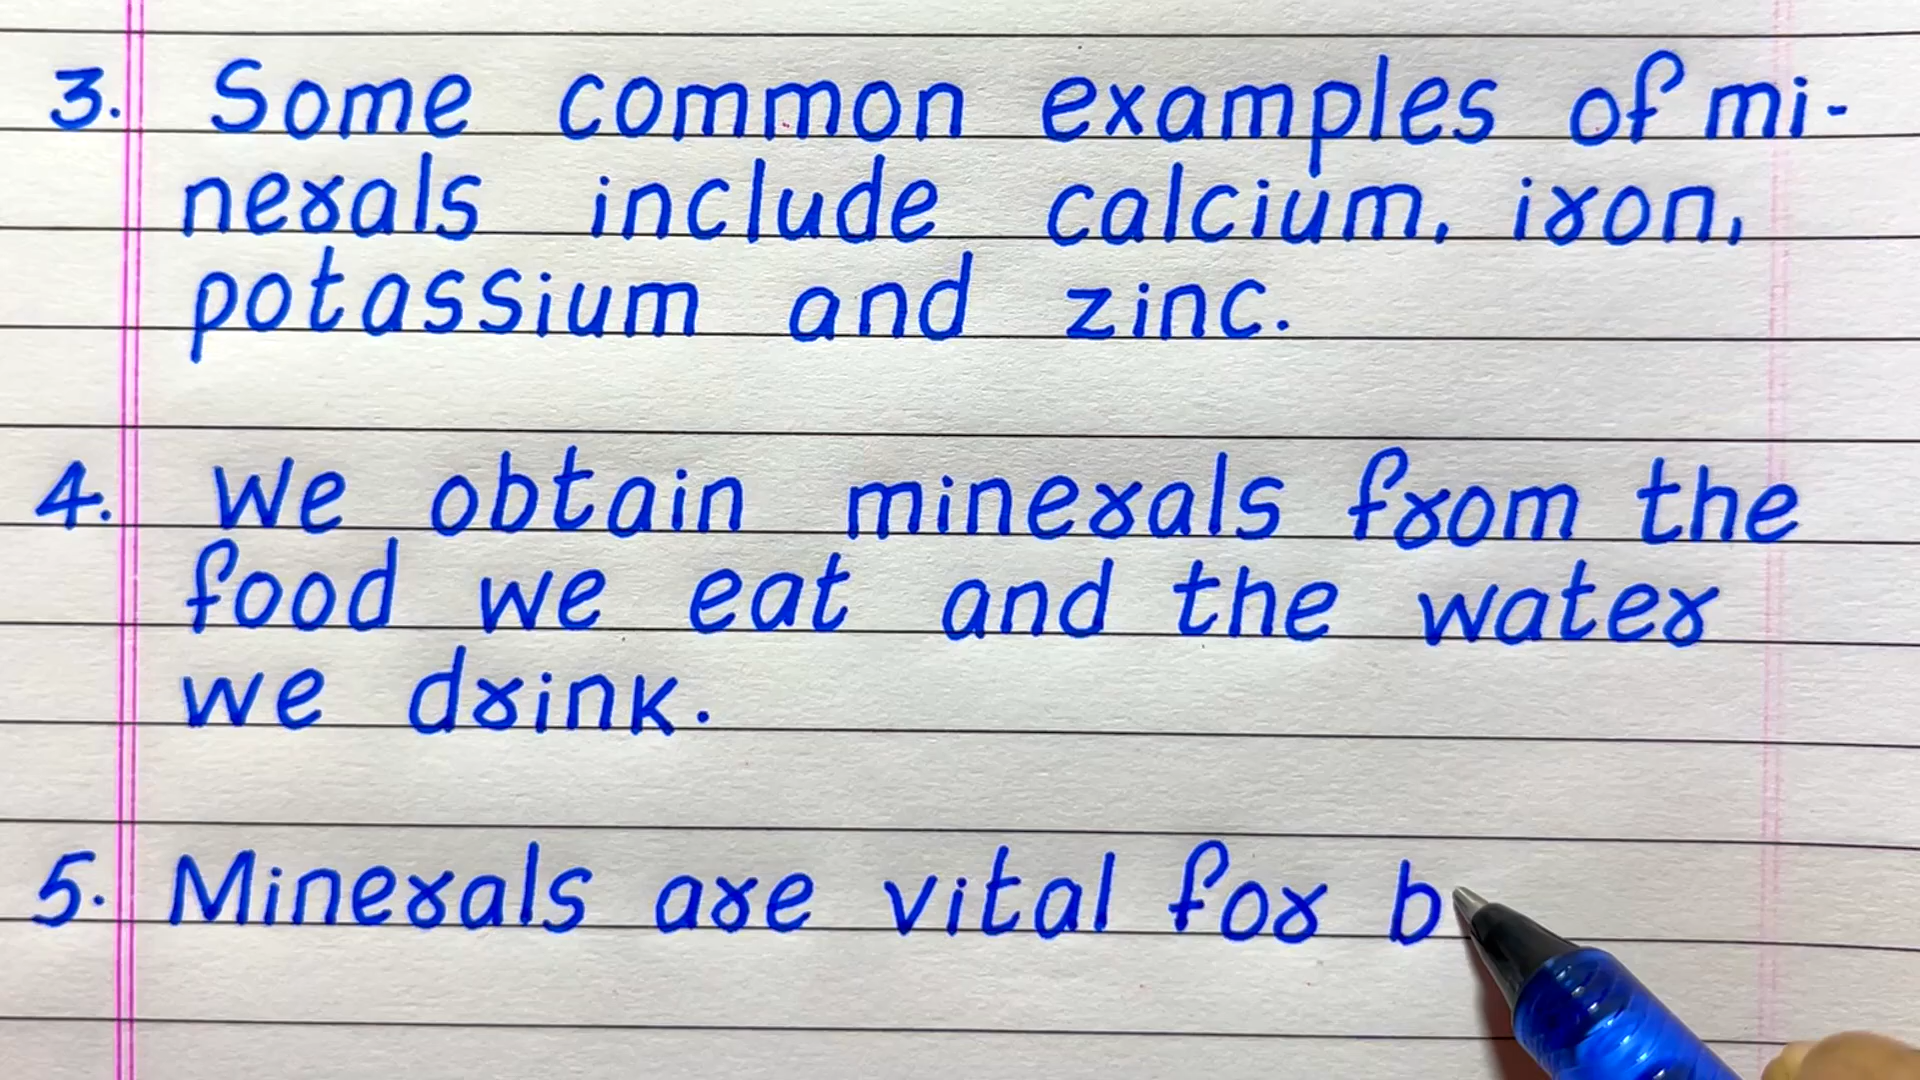 3. Some common examples of mi-
nerals include calcium, iron,
potassium and zinc.
4. We obtain minerals from the
food we eat and the water
we drink.
5. Minerals are vital for b